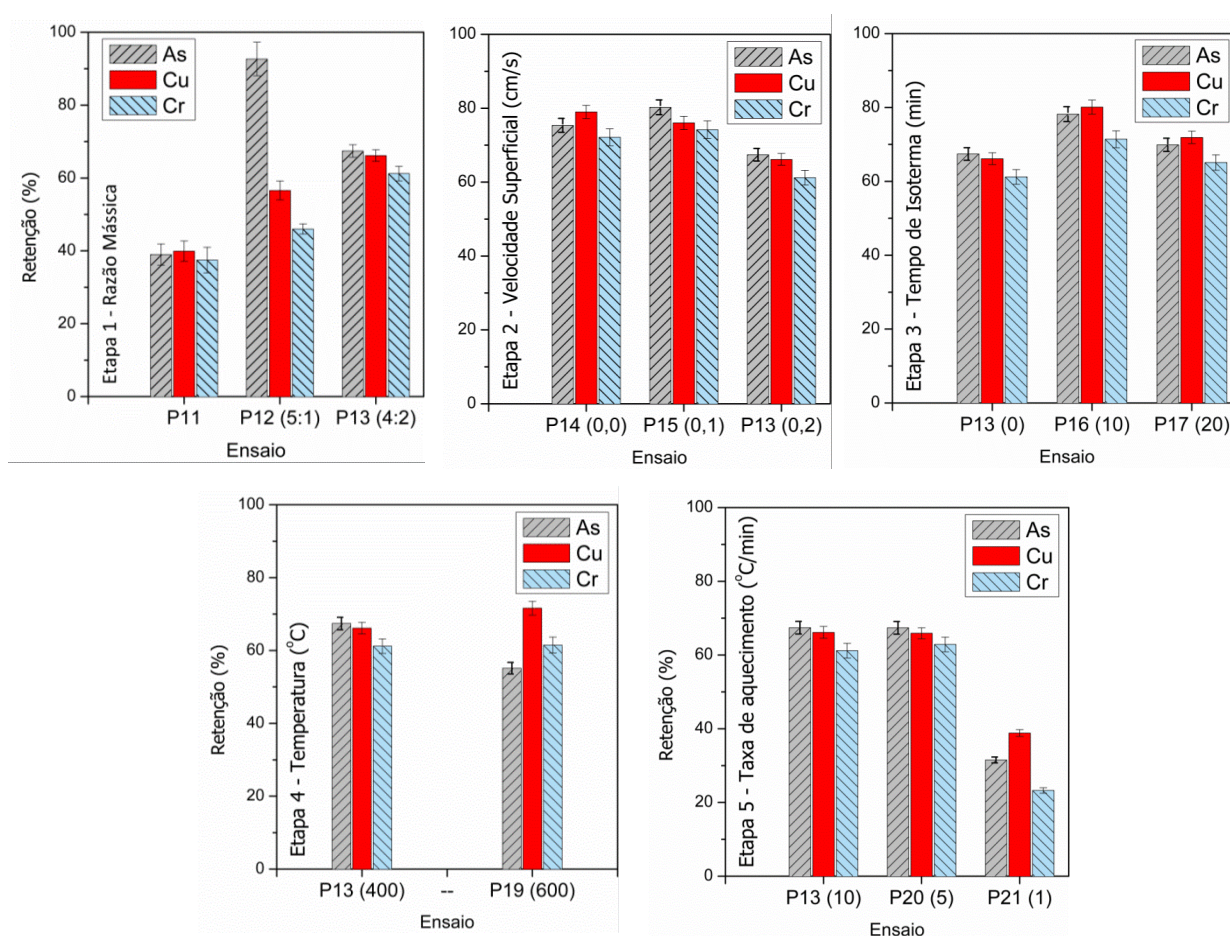 100
80
60
40
20
0
Retenção (%)
Etapa 1 - Razão Mássica
As
Cu
Cr
P11 P12 (5:1) P13 (4:2)
Ensaio
100
80
60
40
20
0
Etapa 2 - Velocidade Superficial (cm/s)
As
Cu
Cr
P14 (0,0) P15 (0,1) P13 (0,2)
Ensaio
100
80
60
40
20
0
Etapa 3 - Tempo de Isoterma (min)
As
Cu
Cr
P13 (0) P16 (10) P17 (20)
Ensaio
100
80
60
40
20
0
Retenção (%)
Etapa 4 - Temperatura (°C)
As
Cu
Cr
P13 (400) -- P19 (600)
Ensaio
100
80
60
40
20
0
Retenção (%)
Etapa 5 - Taxa de aquecimento (°C/min)
As
Cu
Cr
P13 (10) P20 (5) P21 (1)
Ensaio